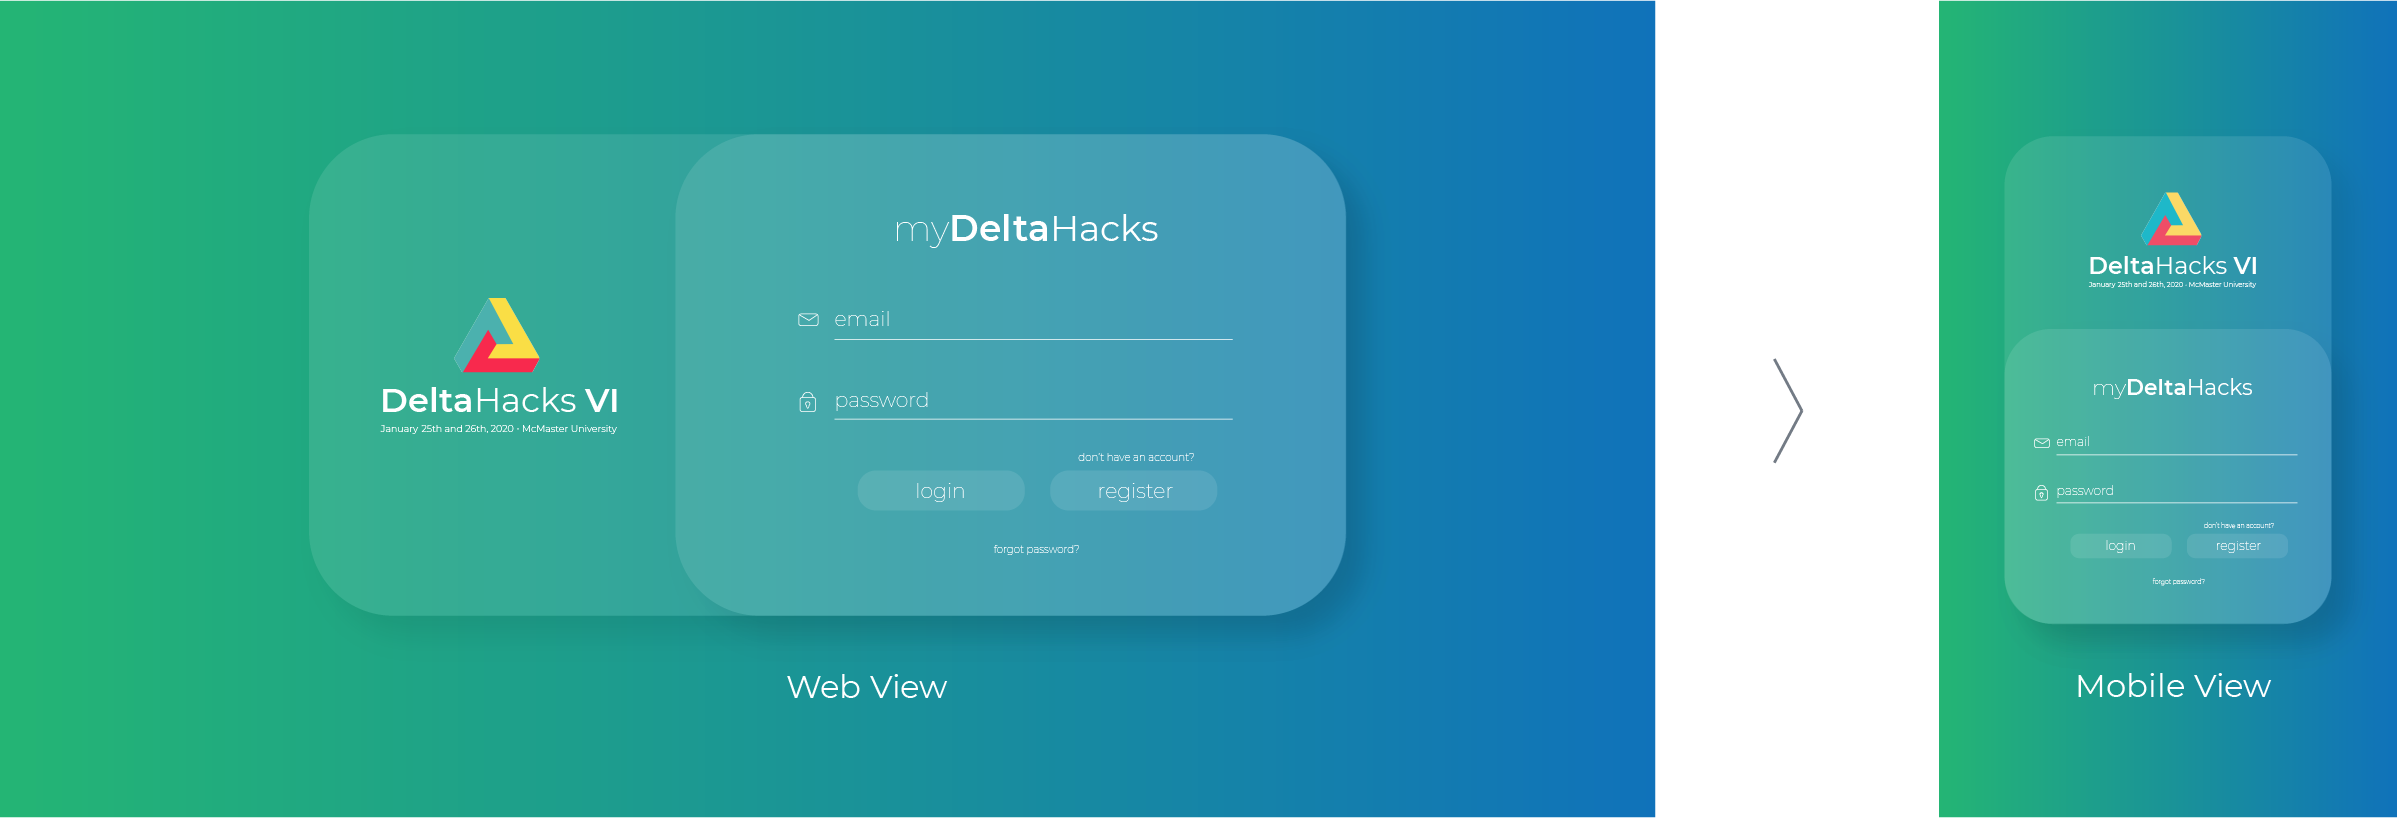 myDeltaHacks
email
DeltaHacks VI
January 25th and 26th, 2020 • McMaster University
password
don't have an account?
login register
forgot password?
Web View
DeltaHacks VI
January 25th and 26th, 2020 • McMaster University
myDeltaHacks
email
password
don't have an account?
login register
forgot password?
Mobile View